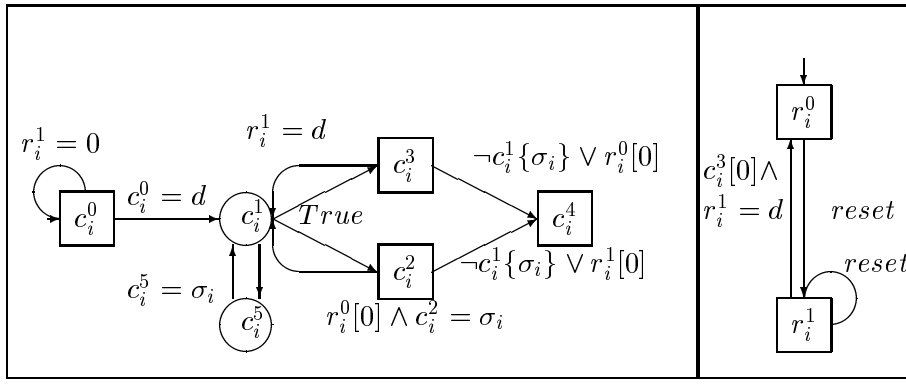 r_i^0
r_i^1 = 0
r_i^1 = d
c_i^3
¬c_i^1{σ_i} ∨ r_i^0[0]
c_i^3[0]∧
c_i^0 = d
c_i^0
c_i^1
True
c_i^4
r_i^1 = d
reset
c_i^5 = σ_i
c_i^2
¬c_i^1{σ_i} ∨ r_i^1[0]
reset
c_i^5
r_i^0[0] ∧ c_i^2 = σ_i
r_i^1